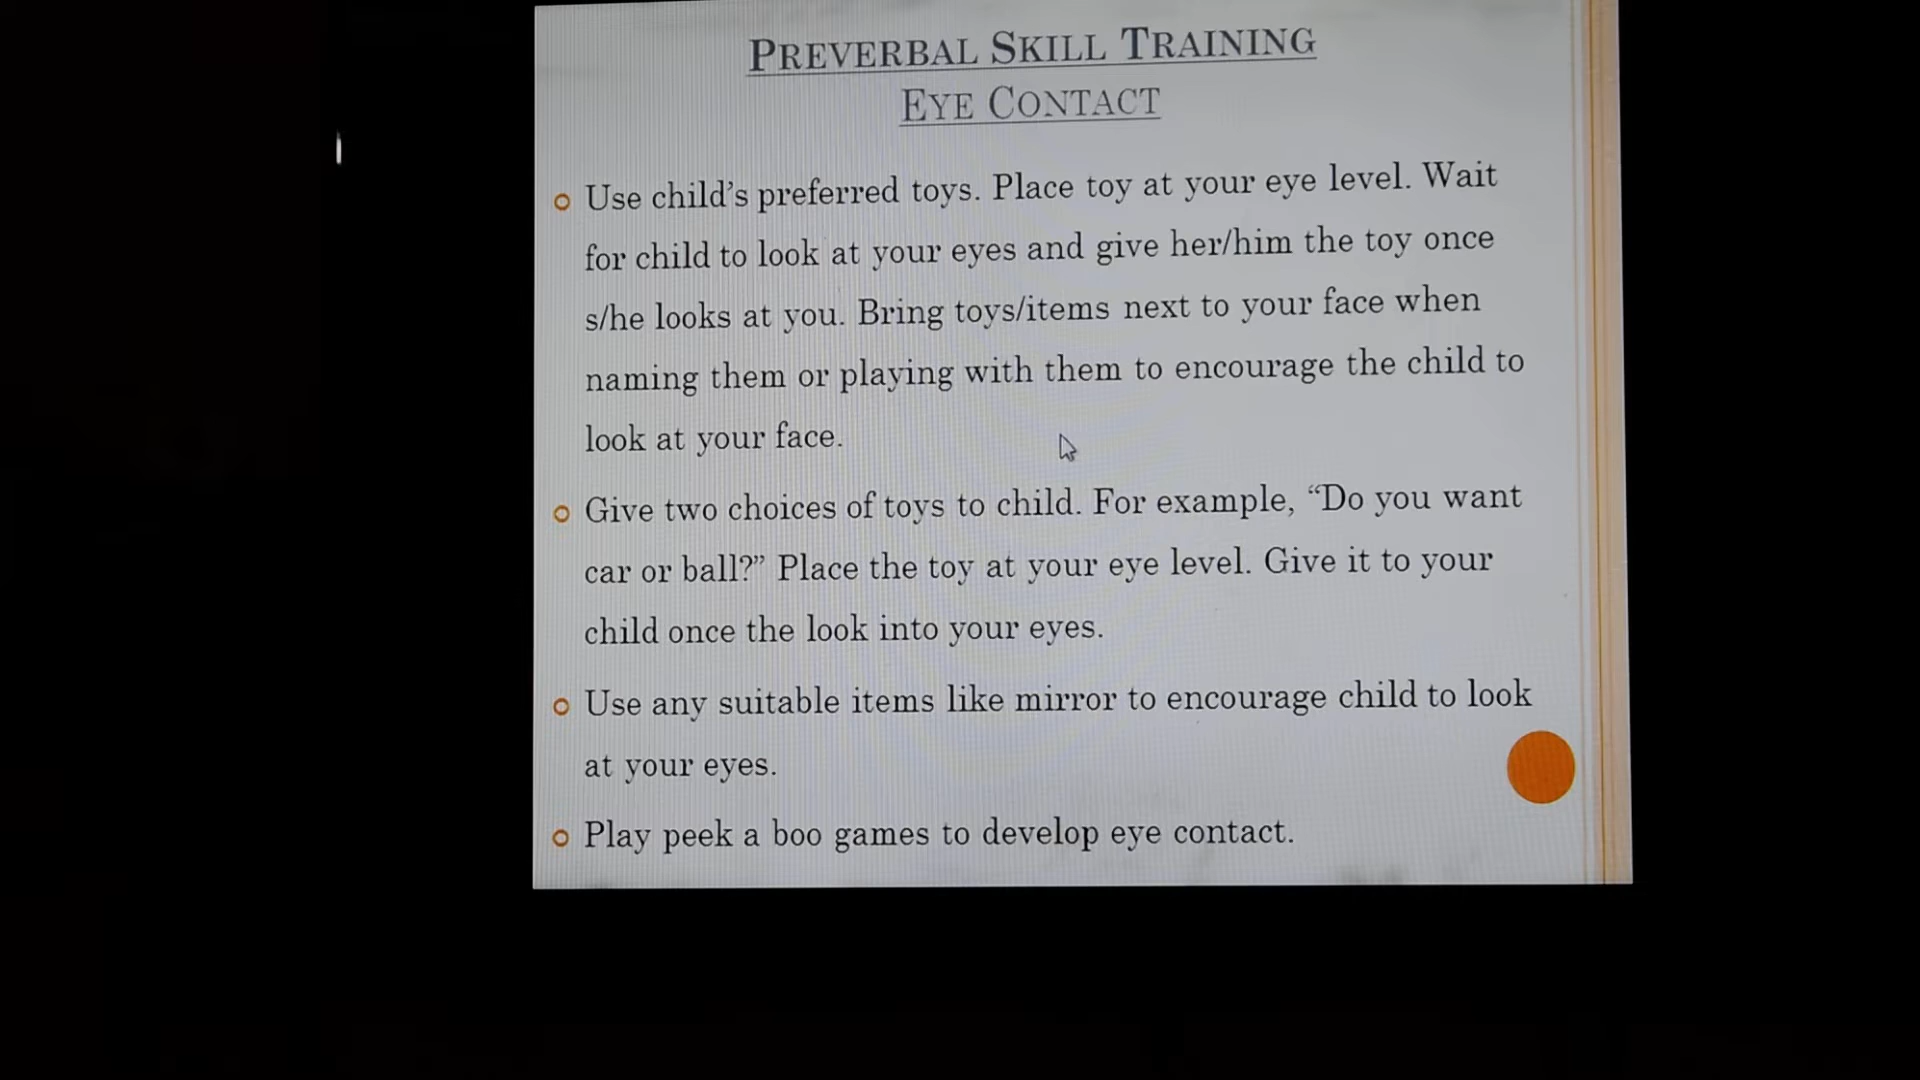 PREVERBAL SKILL TRAINING
EYE CONTACT
Use child's preferred toys. Place toy at your eye level. Wait
for child to look at your eyes and give her/him the toy once
s/he looks at you. Bring toys/items next to your face when
naming them or playing with them to encourage the child to
look at your face.
Give two choices of toys to child. For example, “Do you want
car or ball?” Place the toy at your eye level. Give it to your
child once the look into your eyes.
Use any suitable items like mirror to encourage child to look
at your eyes.
Play peek a boo games to develop eye contact.